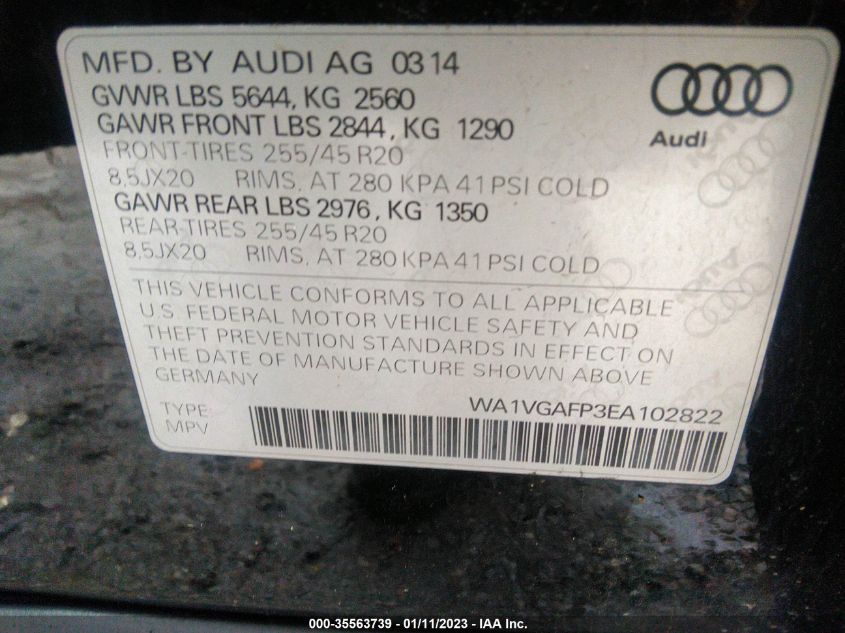 MFD. BY AUDI AG 0314
GVWR LBS 5644, KG 2560
GAWR FRONT LBS 2844, KG 1290
FRONT-TIRES 255/45 R20
8,5JX20 RIMS, AT 280 KPA 41 PSI COLD
GAWR REAR LBS 2976, KG 1350
REAR-TIRES 255/45 R20
8,5JX20 RIMS, AT 280 KPA 41 PSI COLD
Audi
THIS VEHICLE CONFORMS TO ALL APPLICABLE
U.S. FEDERAL MOTOR VEHICLE SAFETY AND
THEFT PREVENTION STANDARDS IN EFFECT ON
THE DATE OF MANUFACTURE SHOWN ABOVE
GERMANY
WA1VGAFP3EA102822
TYPE:
MPV
000-35563739 - 01/11/2023 - IAA Inc.